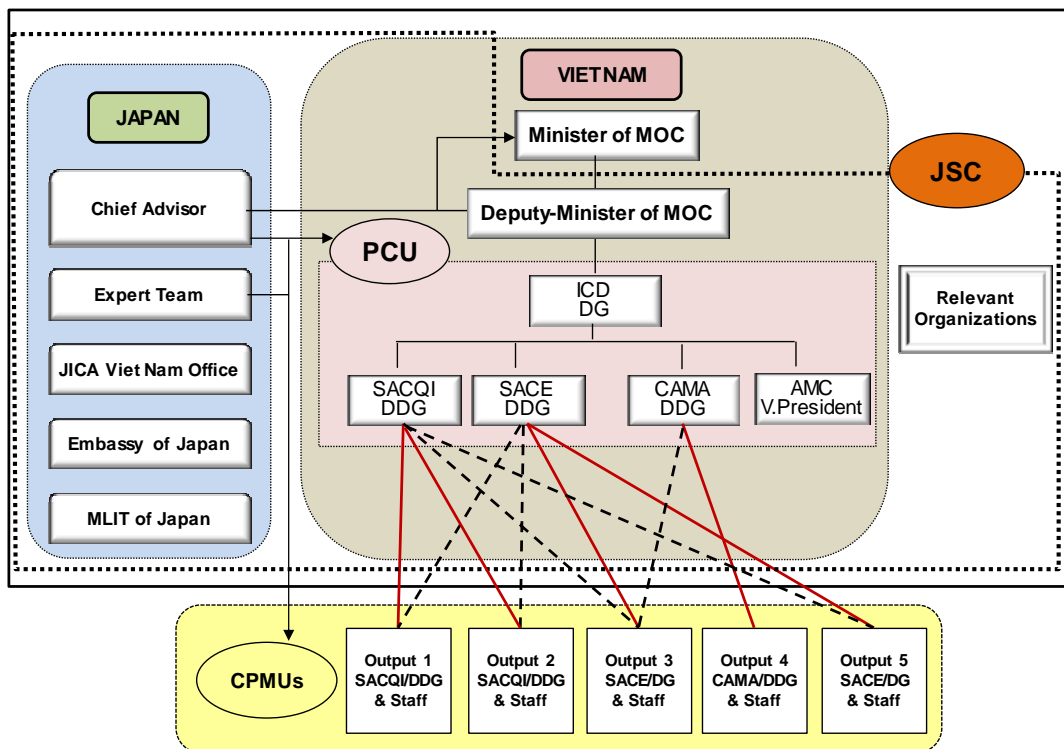 JAPAN
Chief Advisor
Expert Team
JICA Viet Nam Office
Embassy of Japan
MLIT of Japan
VIETNAM
Minister of MOC
Deputy-Minister of MOC
PCU
ICD
DG
SACQI
DDG
SACE
DDG
CAMA
DDG
AMC
V.President
JSC
Relevant
Organizations
CPMUs
Output 1
SACQI/DDG
& Staff
Output 2
SACQI/DDG
& Staff
Output 3
SACE/DG
& Staff
Output 4
CAMA/DDG
& Staff
Output 5
SACE/DG
& Staff